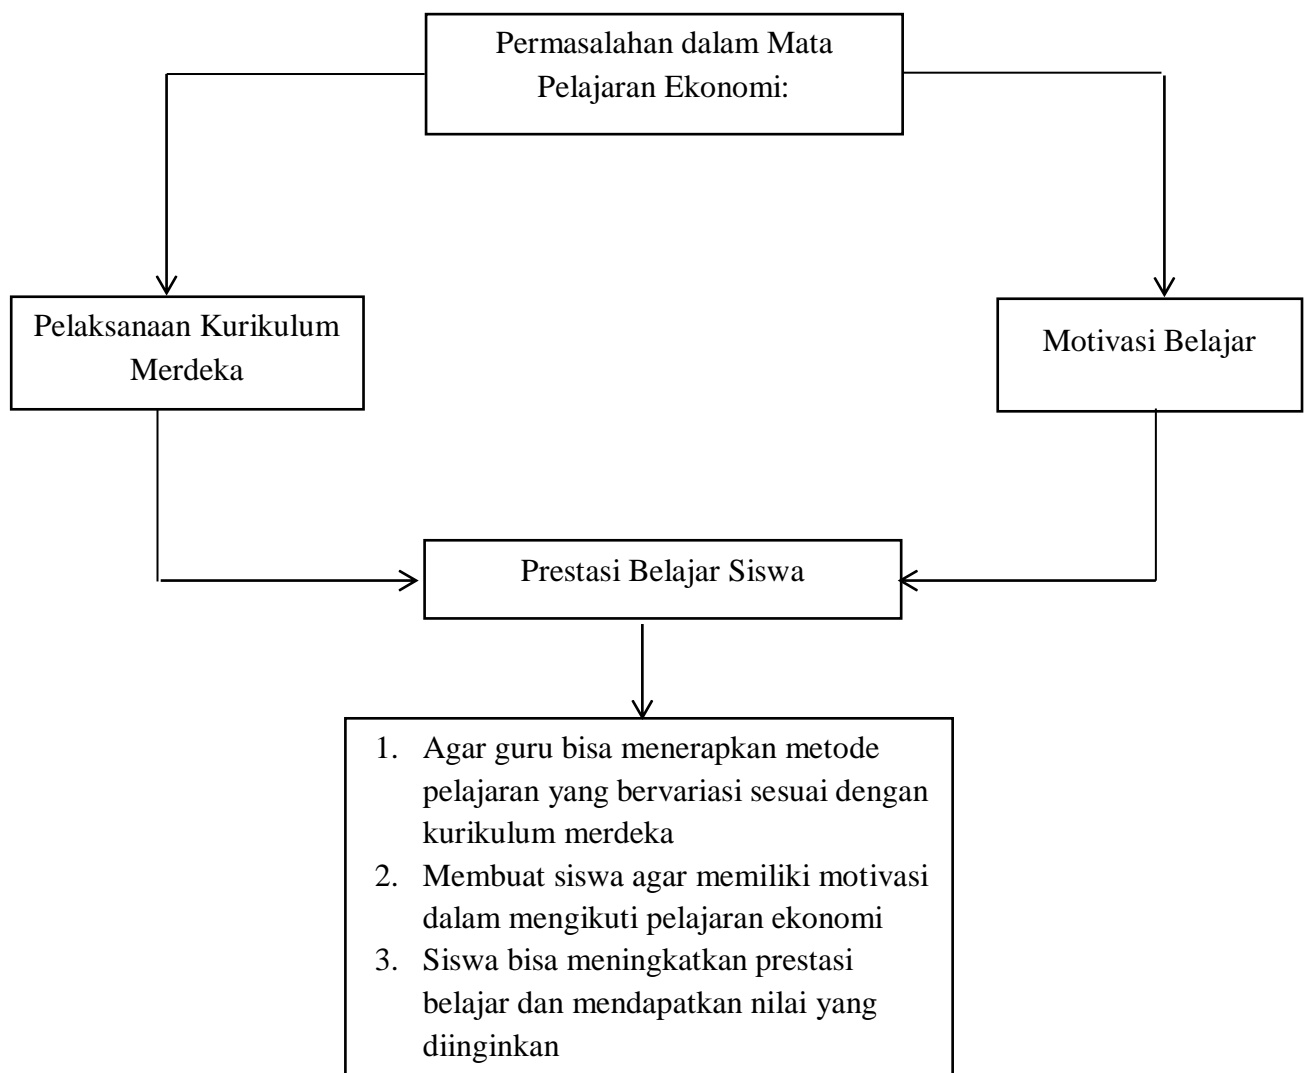 Permasalahan dalam Mata
Pelajaran Ekonomi:
Pelaksanaan Kurikulum
Merdeka
Motivasi Belajar
Prestasi Belajar Siswa
1. Agar guru bisa menerapkan metode
pelajaran yang bervariasi sesuai dengan
kurikulum merdeka
2. Membuat siswa agar memiliki motivasi
dalam mengikuti pelajaran ekonomi
3. Siswa bisa meningkatkan prestasi
belajar dan mendapatkan nilai yang
diinginkan